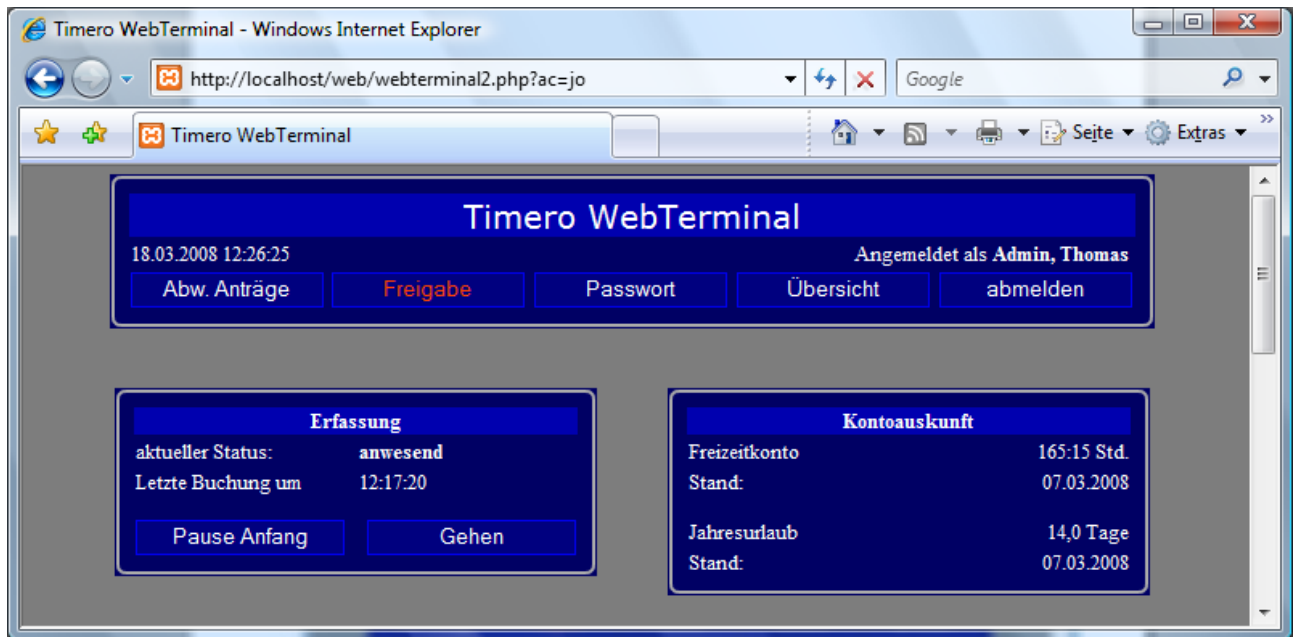 Timero WebTerminal - Windows Internet Explorer
http://localhost/web/webterminal2.php?ac=jo
Google
Timero WebTerminal
Seite
Extras
Timero WebTerminal
18.03.2008 12:26:25
Angemeldet als Admin, Thomas
Abw. Anträge
Freigabe
Passwort
Übersicht
abmelden
Erfassung
aktueller Status: anwesend
Letzte Buchung um 12:17:20
Pause Anfang
Gehen
Kontoauskunft
Freizeitkonto 165:15 Std.
Stand: 07.03.2008
Jahresurlaub 14,0 Tage
Stand: 07.03.2008